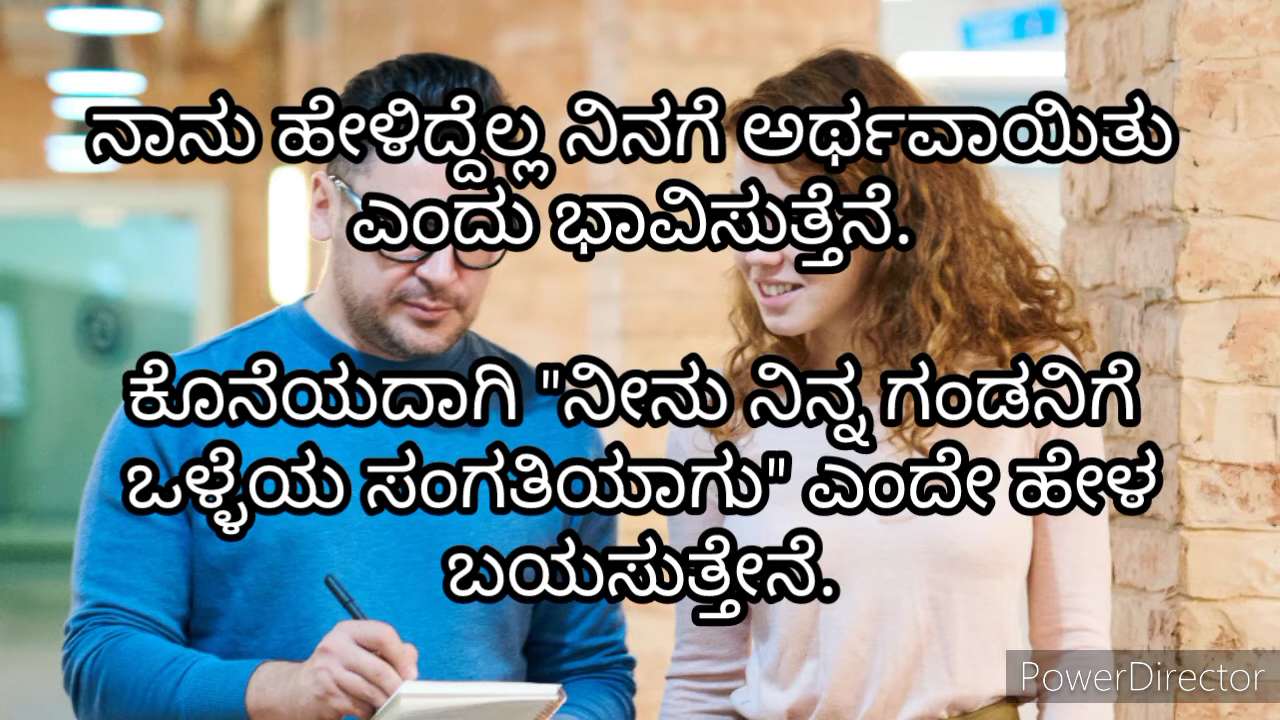 ನಾನು ಹೇಳಿದ್ದೆಲ್ಲ ನಿನಗೆ ಅರ್ಥವಾಯಿತು
ಎಂದು ಭಾವಿಸುತ್ತೆನೆ.
ಕೊನೆಯದಾಗಿ "ನೀನು ನಿನ್ನ ಗಂಡನಿಗೆ
ಒಳ್ಳೆಯ ಸಂಗತಿಯಾಗು" ಎಂದೇ ಹೇಳ
ಬಯಸುತ್ತೇನೆ.
PowerDirector